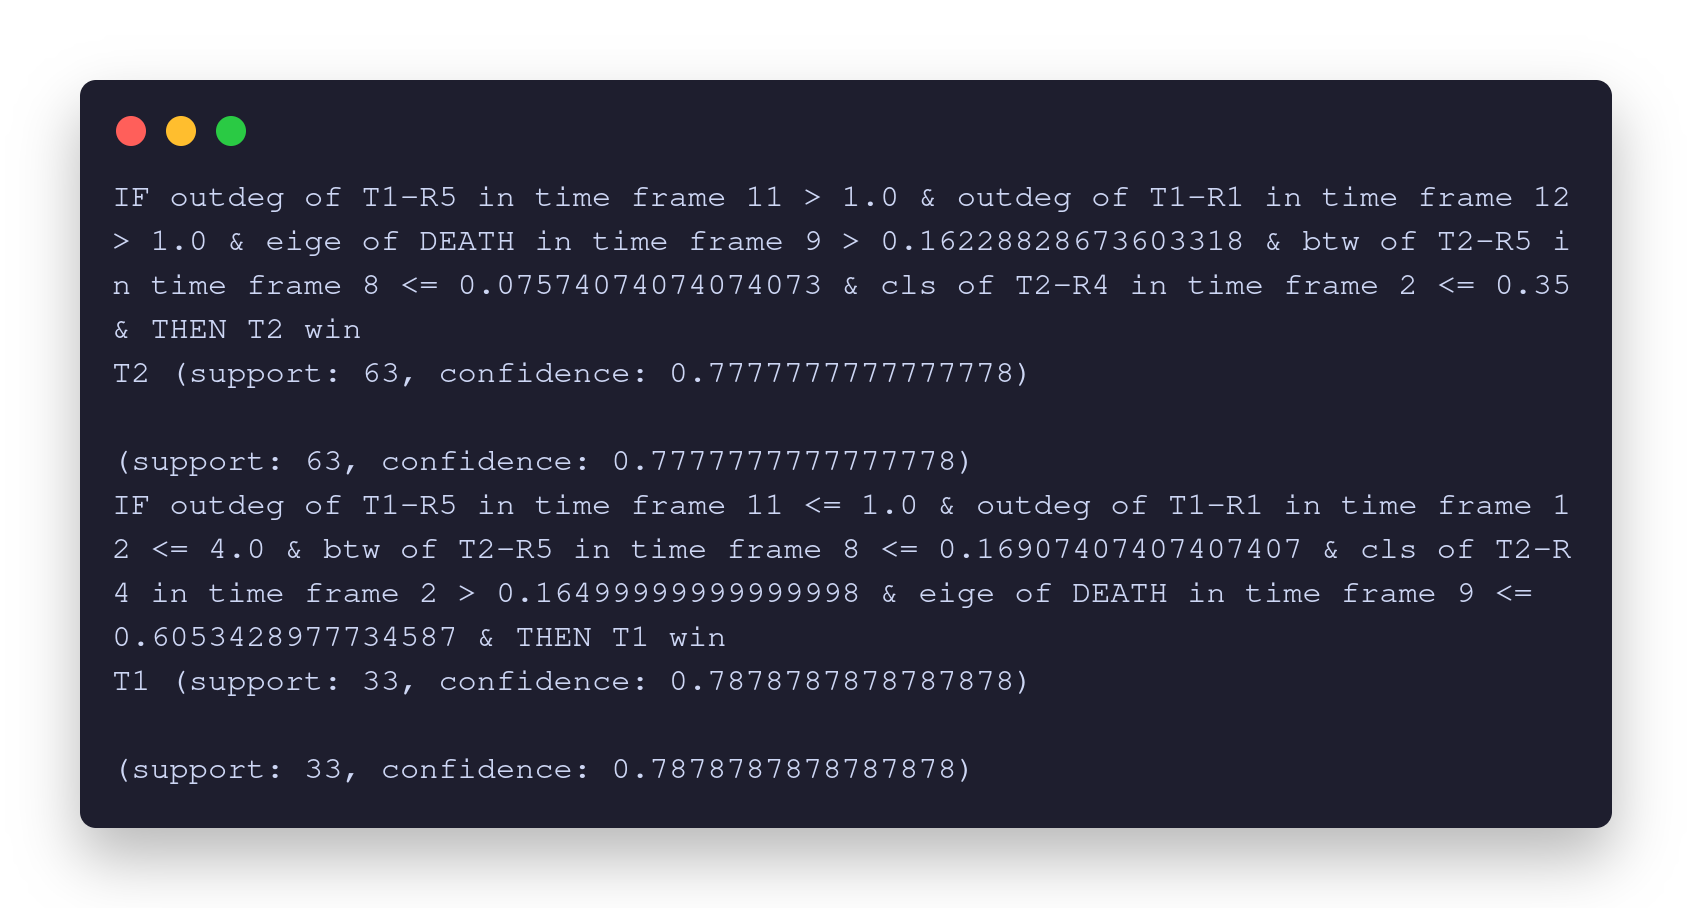 IF outdeg of T1-R5 in time frame 11 > 1.0 & outdeg of T1-R1 in time frame 12
> 1.0 & eige of DEATH in time frame 9 > 0.16228828673603318 & btw of T2-R5 i
n time frame 8 <= 0.07574074074074073 & cls of T2-R4 in time frame 2 <= 0.35
& THEN T2 win
T2 (support: 63, confidence: 0.7777777777777778)

(support: 63, confidence: 0.7777777777777778)
IF outdeg of T1-R5 in time frame 11 <= 1.0 & outdeg of T1-R1 in time frame 1
2 <= 4.0 & btw of T2-R5 in time frame 8 <= 0.16907407407407407 & cls of T2-R
4 in time frame 2 > 0.16499999999999998 & eige of DEATH in time frame 9 <=
0.6053428977734587 & THEN T1 win
T1 (support: 33, confidence: 0.7878787878787878)

(support: 33, confidence: 0.7878787878787878)